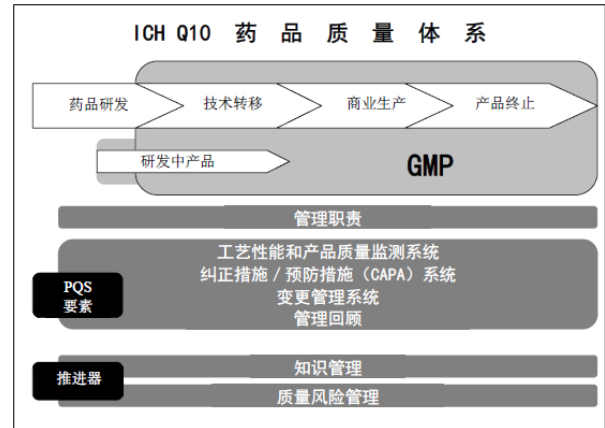 ICH Q10 药品质量体系
药品研发 技术转移 商业生产 产品终止
研发中产品
GMP
管理职责
工艺性能和产品质量监测系统
纠正措施/预防措施（CAPA）系统
变更管理系统
管理回顾
PQS
要素
知识管理
推进器
质量风险管理